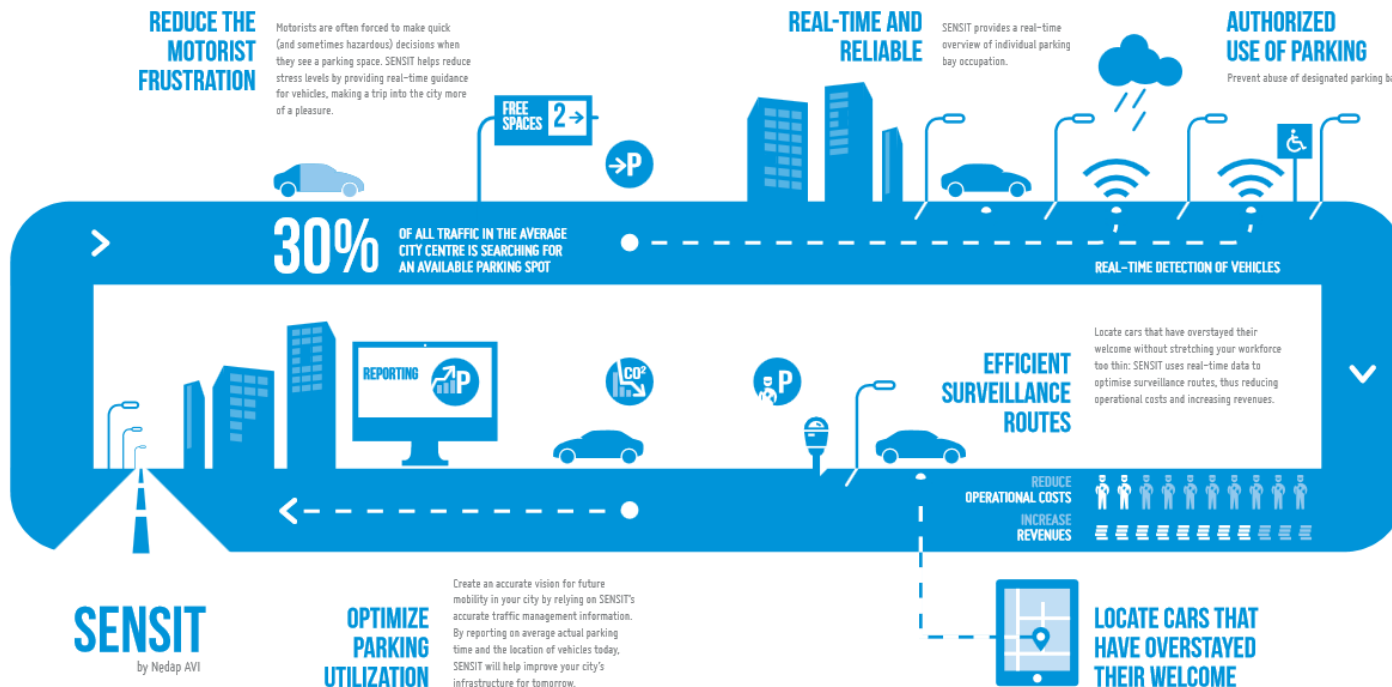 REDUCE THE
MOTORIST
FRUSTRATION
Motorists are often forced to make quick
(and sometimes hazardous) decisions when
they see a parking space. SENSIT helps reduce
stress levels by providing real-time guidance
for vehicles, making a trip into the city more
of a pleasure.
FREE
SPACES
2→
→P
REAL-TIME AND
RELIABLE
SENSIT provides a real-time
overview of individual parking
bay occupation.
AUTHORIZED
USE OF PARKING
Prevent abuse of designated parking
30%
OF ALL TRAFFIC IN THE AVERAGE
CITY CENTRE IS SEARCHING FOR
AN AVAILABLE PARKING SPOT
REAL-TIME DETECTION OF VEHICLES
REPORTING
P
CO²
P
EFFICIENT
SURVEILLANCE
ROUTES
Locate cars that have overstayed their
welcome without stretching your workforce
too thin: SENSIT uses real-time data to
optimise surveillance routes, thus reducing
operational costs and increasing revenues.
REDUCE
OPERATIONAL COSTS
INCREASE
REVENUES
SENSIT
by Nedap AVI
OPTIMIZE
PARKING
UTILIZATION
Create an accurate vision for future
mobility in your city by relying on SENSIT's
accurate traffic management information.
By reporting on average actual parking
time and the location of vehicles today,
SENSIT will help improve your city's
infrastructure for tomorrow.
LOCATE CARS THAT
HAVE OVERSTAYED
THEIR WELCOME